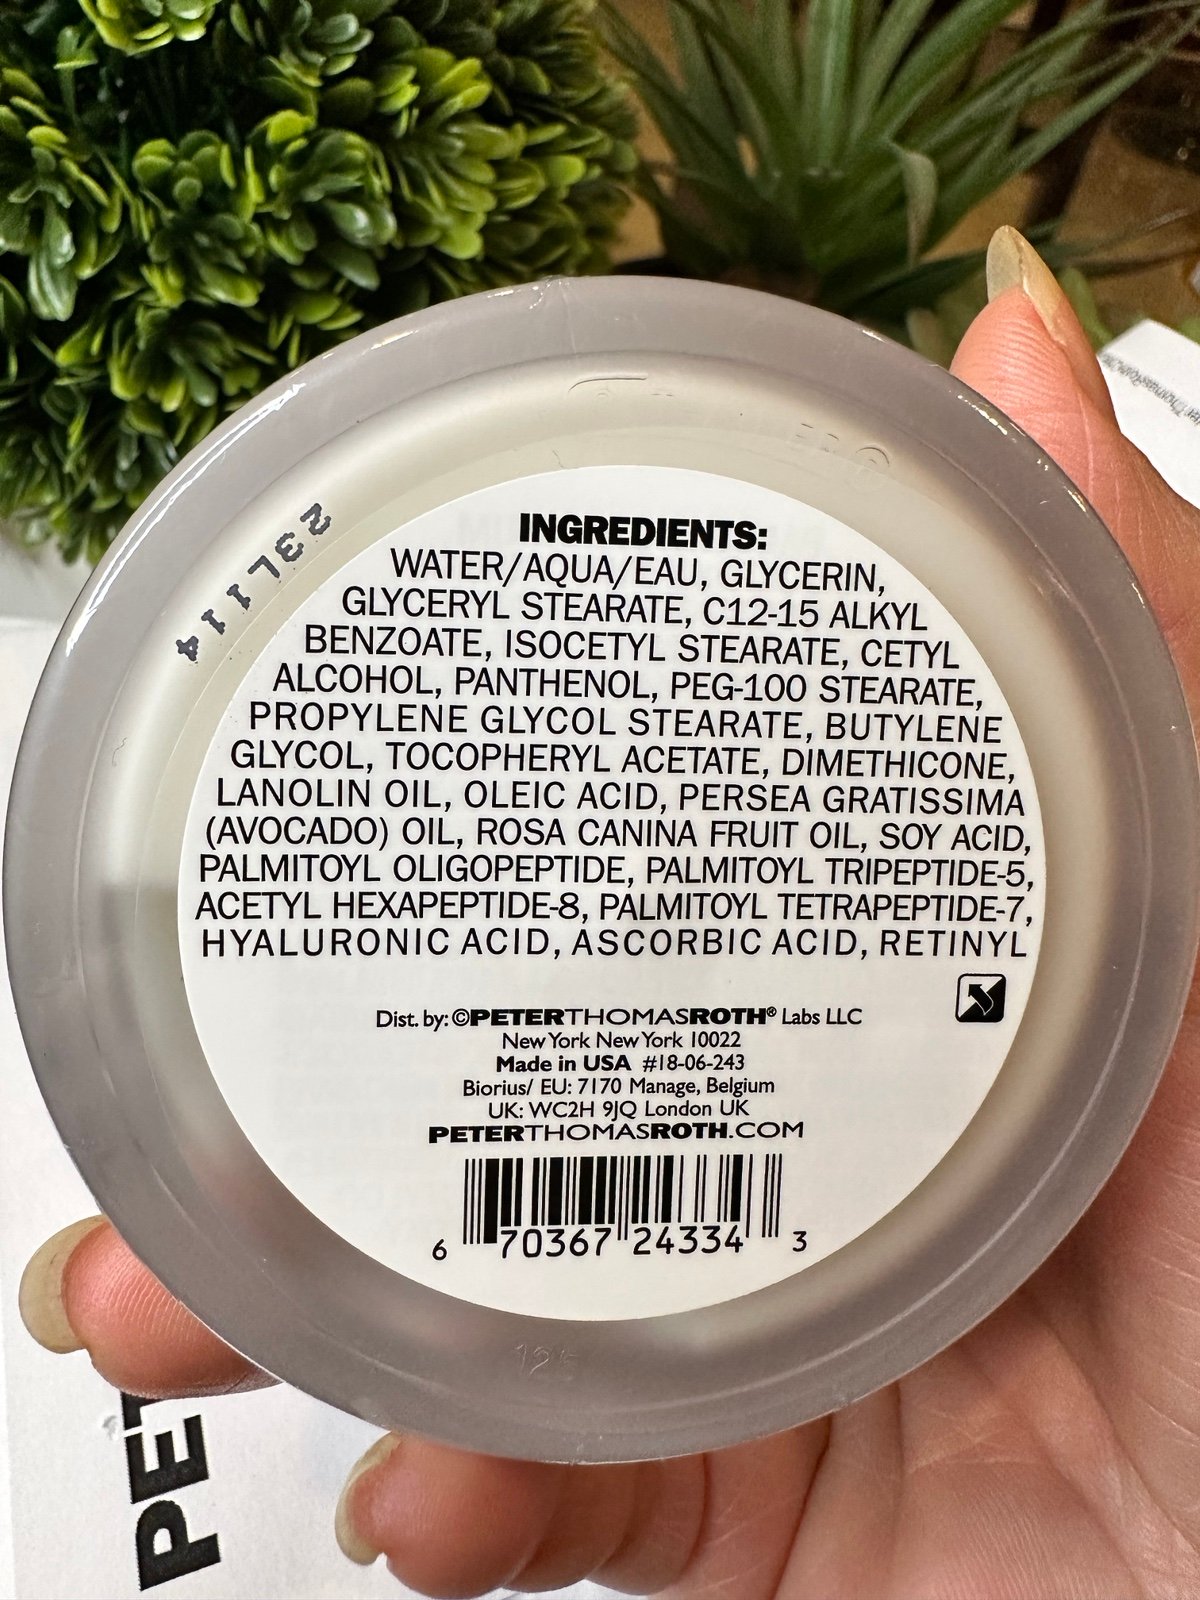 INGREDIENTS:
WATER/AQUA/EAU, GLYCERIN,
GLYCERYL STEARATE, C12-15 ALKYL
BENZOATE, ISOCETYL STEARATE, CETYL
ALCOHOL, PANTHENOL, PEG-100 STEARATE,
PROPYLENE GLYCOL STEARATE, BUTYLENE
GLYCOL, TOCOPHERYL ACETATE, DIMETHICONE,
LANOLIN OIL, OLEIC ACID, PERSEA GRATISSIMA
(AVOCADO) OIL, ROSA CANINA FRUIT OIL, SOY ACID,
PALMITOYL OLIGOPEPTIDE, PALMITOYL TRIPEPTIDE-5,
ACETYL HEXAPEPTIDE-8, PALMITOYL TETRAPEPTIDE-7,
HYALURONIC ACID, ASCORBIC ACID, RETINYL
Dist. by: ©PETERTHOMASROTH® Labs LLC
New York New York 10022
Made in USA #18-06-243
Biorius/ EU: 7170 Manage, Belgium
UK: WC2H 9JQ London UK
PETERTHOMASROTH.COM
6 70367 24334 3
23L1114
PET